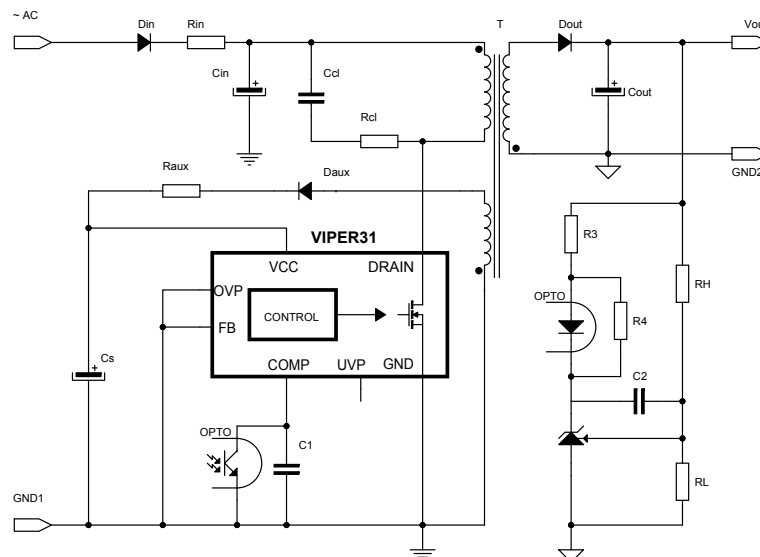 ~ AC
Din
Rin
T
Dout
Vou
Cin
+
Ccl
+
Cout
Rcl
GND2
Raux
Daux
VIPER31
R3
VCC
DRAIN
OVP
RH
OPTO
CONTROL
R4
FB
Cs
+
COMP
UVP
GND
C2
OPTO
C1
RL
GND1